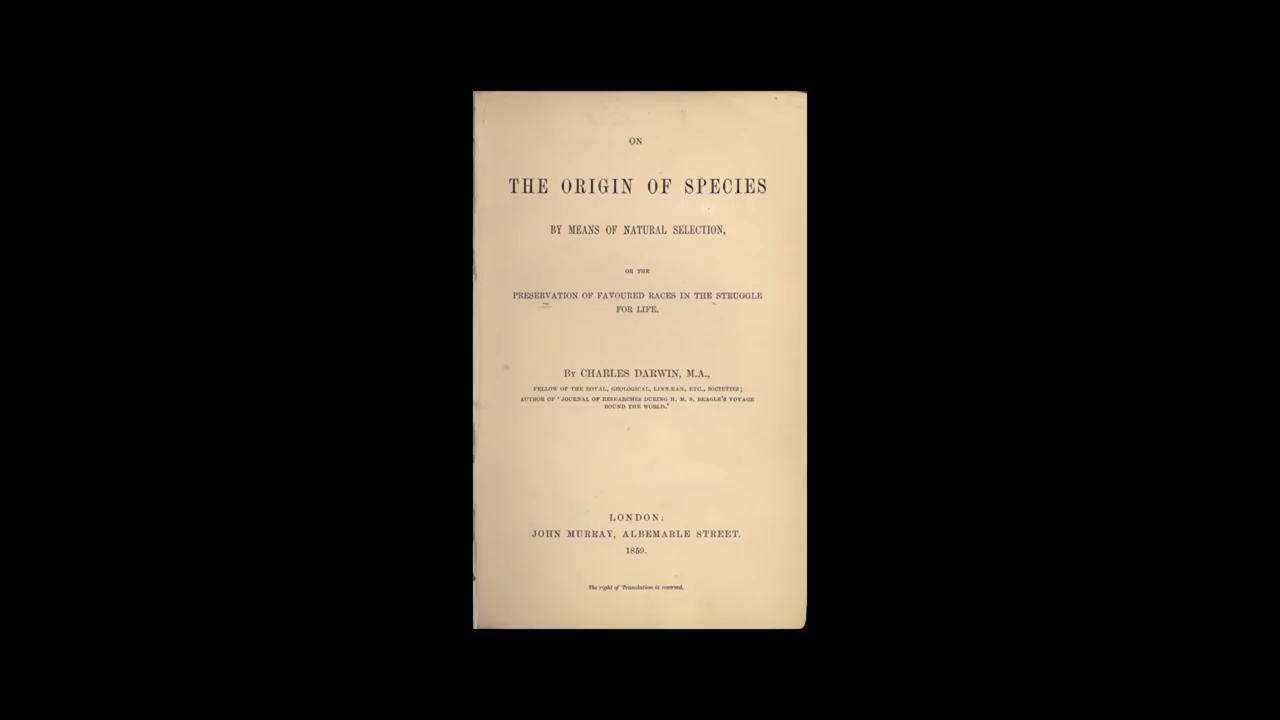 ON
THE ORIGIN OF SPECIES
BY MEANS OF NATURAL SELECTION,
OR THE
PRESERVATION OF FAVOURED RACES IN THE STRUGGLE
FOR LIFE.
BY CHARLES DARWIN, M.A.,
FELLOW OF THE ROYAL, GEOLOGICAL, LINNÆAN, ETC., SOCIETIES;
AUTHOR OF 'JOURNAL OF RESEARCHES DURING H. M. S. BEAGLE'S VOYAGE
ROUND THE WORLD.'
LONDON:
JOHN MURRAY, ALBEMARLE STREET.
1859.
The right of Translation is reserved.